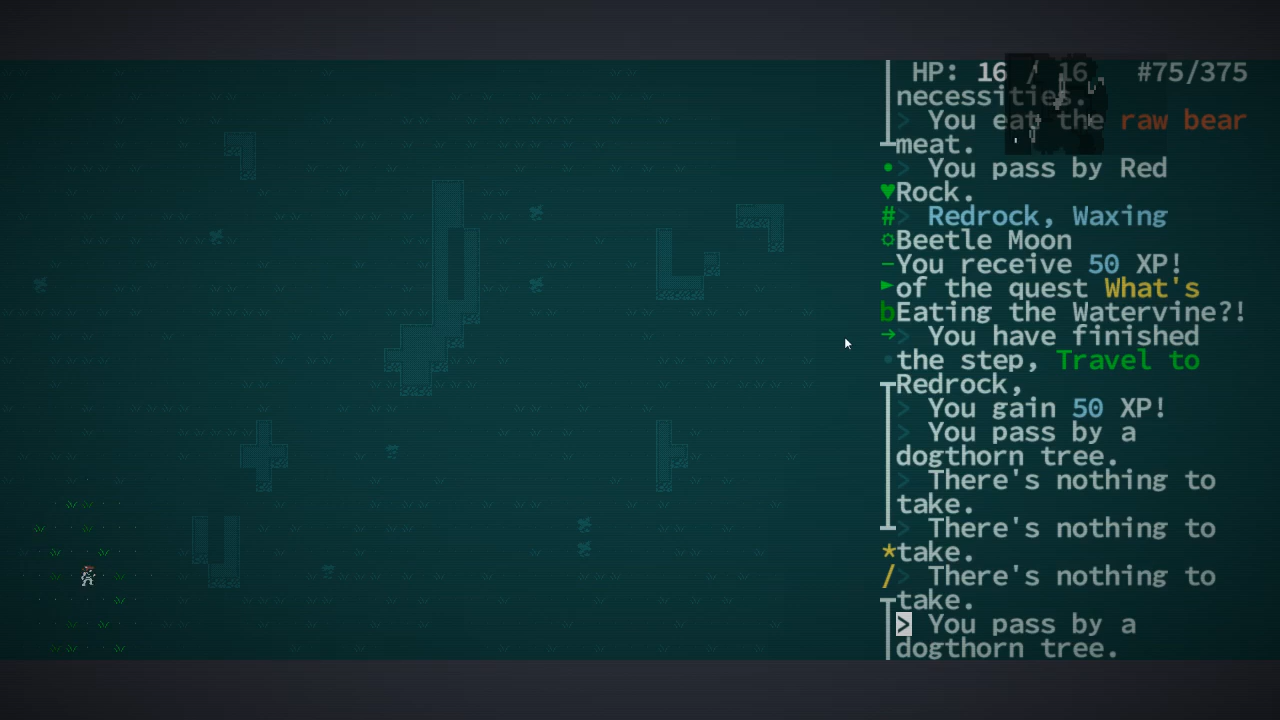 HP: 16 / 16 #75/375
necessities.
> You eat the raw bear
meat.
> You pass by Red
Rock.
> Redrock, Waxing
Beetle Moon
You receive 50 XP!
of the quest What's
Eating the Watervine?!
> You have finished
the step, Travel to
Redrock,
> You gain 50 XP!
> You pass by a
dogthorn tree.
> There's nothing to
take.
> There's nothing to
take.
> There's nothing to
take.
> You pass by a
dogthorn tree.